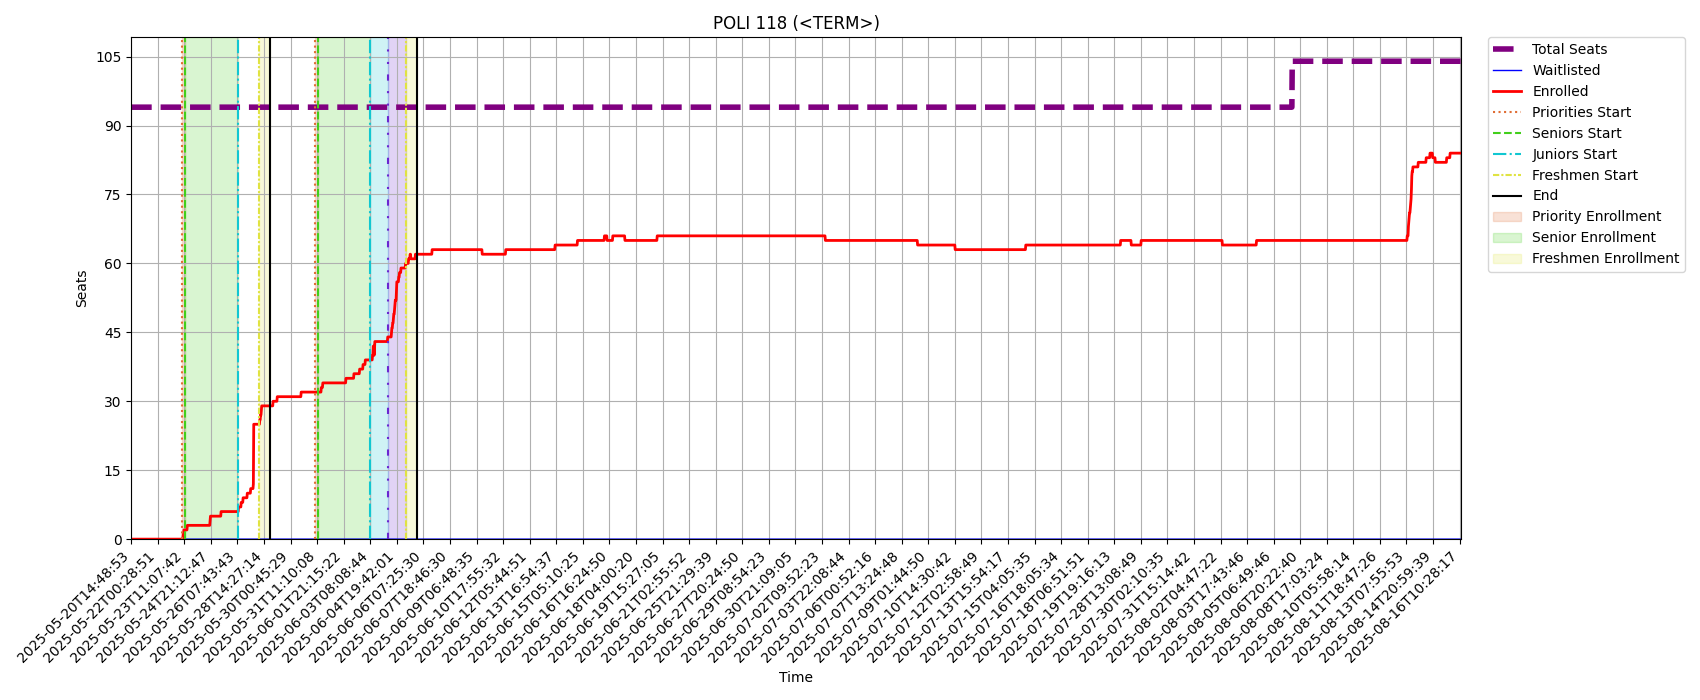 POLI 118 (<TERM>)
Seats
105
90
75
60
45
30
15
0
2025-05-20T14:48:53
2025-05-22T00:28:51
2025-05-23T11:07:42
2025-05-24T21:12:47
2025-05-26T07:43:43
2025-05-28T14:27:14
2025-05-30T00:45:29
2025-05-31T11:10:08
2025-06-01T21:15:22
2025-06-03T08:08:44
2025-06-04T19:42:01
2025-06-06T07:25:30
2025-06-07T18:46:30
2025-06-09T06:48:35
2025-06-10T17:55:32
2025-06-12T05:44:51
2025-06-13T16:54:37
2025-06-15T05:10:25
2025-06-16T16:24:50
2025-06-18T04:00:20
2025-06-19T15:27:05
2025-06-21T02:55:52
2025-06-25T21:29:39
2025-06-27T20:24:50
2025-06-29T08:54:23
2025-06-30T21:09:05
2025-07-02T09:52:23
2025-07-03T22:08:44
2025-07-06T00:52:16
2025-07-07T13:24:48
2025-07-09T01:44:50
2025-07-10T14:30:42
2025-07-12T02:58:49
2025-07-13T15:54:17
2025-07-15T04:05:35
2025-07-16T18:05:34
2025-07-18T06:51:51
2025-07-19T19:16:13
2025-07-28T13:08:49
2025-07-30T02:10:35
2025-07-31T15:14:42
2025-08-02T04:47:22
2025-08-03T17:43:46
2025-08-05T06:49:46
2025-08-06T20:22:40
2025-08-08T17:03:24
2025-08-10T05:58:14
2025-08-11T18:47:26
2025-08-13T07:55:53
2025-08-14T20:59:39
2025-08-16T10:28:17
Time
Total Seats
Waitlisted
Enrolled
Priorities Start
Seniors Start
Juniors Start
Freshmen Start
End
Priority Enrollment
Senior Enrollment
Freshmen Enrollment